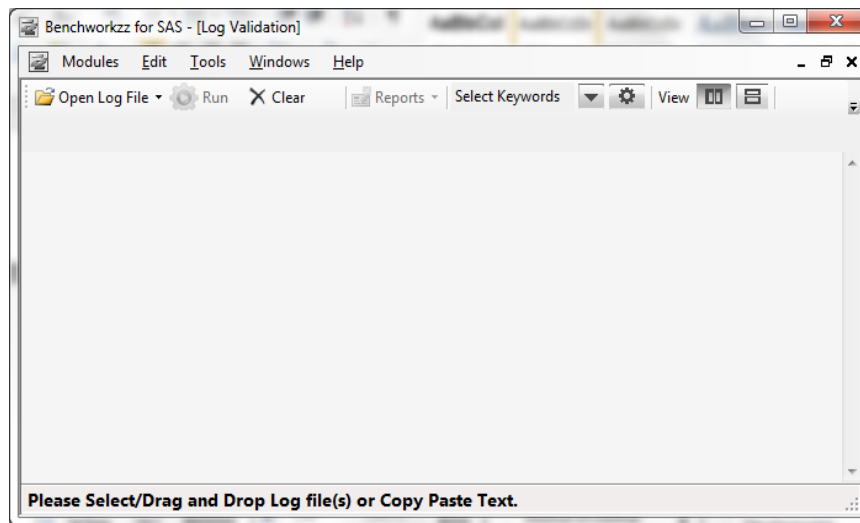 Benchworkzz for SAS - [Log Validation]
Modules Edit Tools Windows Help
Open Log File Run Clear Reports Select Keywords View
Please Select/Drag and Drop Log file(s) or Copy Paste Text.